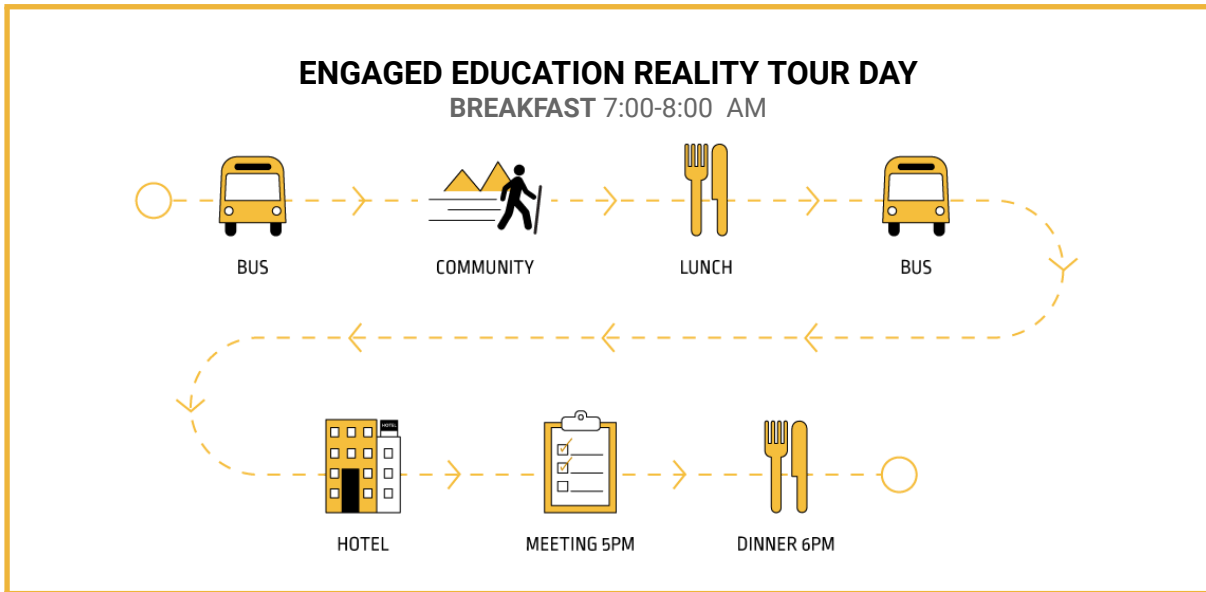 ENGAGED EDUCATION REALITY TOUR DAY
BREAKFAST 7:00-8:00 AM
BUS
COMMUNITY
LUNCH
BUS
HOTEL
HOTEL
MEETING 5PM
DINNER 6PM